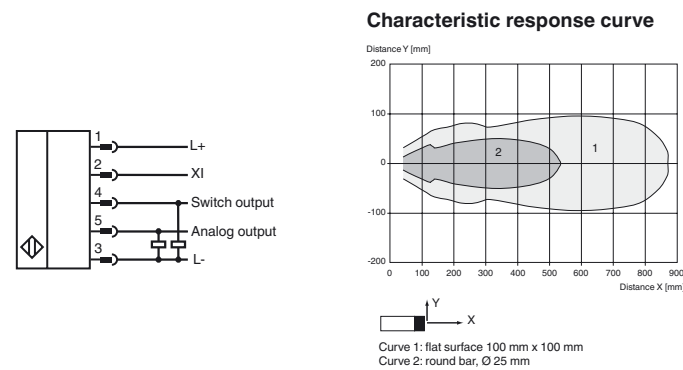 Characteristic response curve
Distance Y [mm]
200
100
0
-100
-200
0 100 200 300 400 500 600 700 800 900
Distance X [mm]
1
2
1
L+
2
XI
4
Switch output
5
Analog output
3
L-
Y
X
Curve 1: flat surface 100 mm x 100 mm
Curve 2: round bar, Ø 25 mm